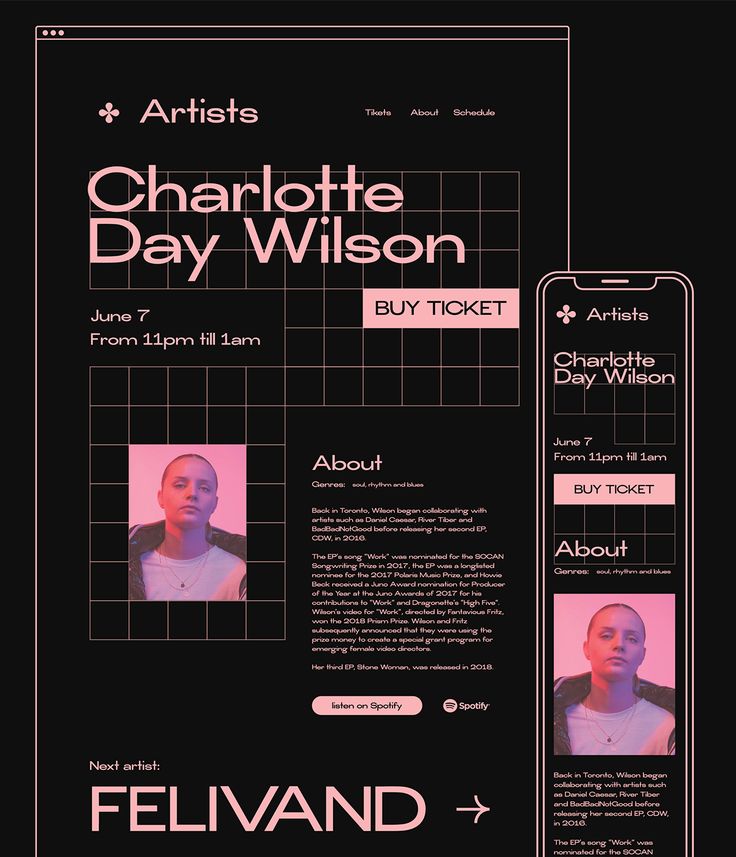 Artists
Tikets About Schedule
Charlotte
Day Wilson
June 7
From 11pm till 1am
BUY TICKET
About
Genres: soul, rhythm and blues
Back in Toronto, Wilson began collaborating with
artists such as Daniel Caesar, River Tiber and
BadBadNotGood before releasing her second EP,
CDW, in 2016.
The EP's song "Work" was nominated for the SOCAN
Songwriting Prize in 2017, the EP was a longlisted
nominee for the 2017 Polaris Music Prize, and Howie
Beck received a Juno Award nomination for Producer
of the Year at the Juno Awards of 2017 for his
contributions to "Work" and Dragonette's "High Five".
Wilson's video for "Work", directed by Fantavious Fritz,
won the 2018 Prism Prize. Wilson and Fritz
subsequently announced that they were using the
prize money to create a special grant program for
emerging female video directors.
Her third EP, Stone Woman, was released in 2018.
listen on Spotify
Spotify
Next artist:
FELIVAND
Artists
Charlotte
Day Wilson
June 7
From 11pm till 1am
BUY TICKET
About
Genres: soul, rhythm and blues
Back in Toronto, Wilson began
collaborating with artists such
as Daniel Caesar, River Tiber
and BadBadNotGood before
releasing her second EP, CDW,
in 2016.
The EP's song "Work" was
nominated for the SOCAN